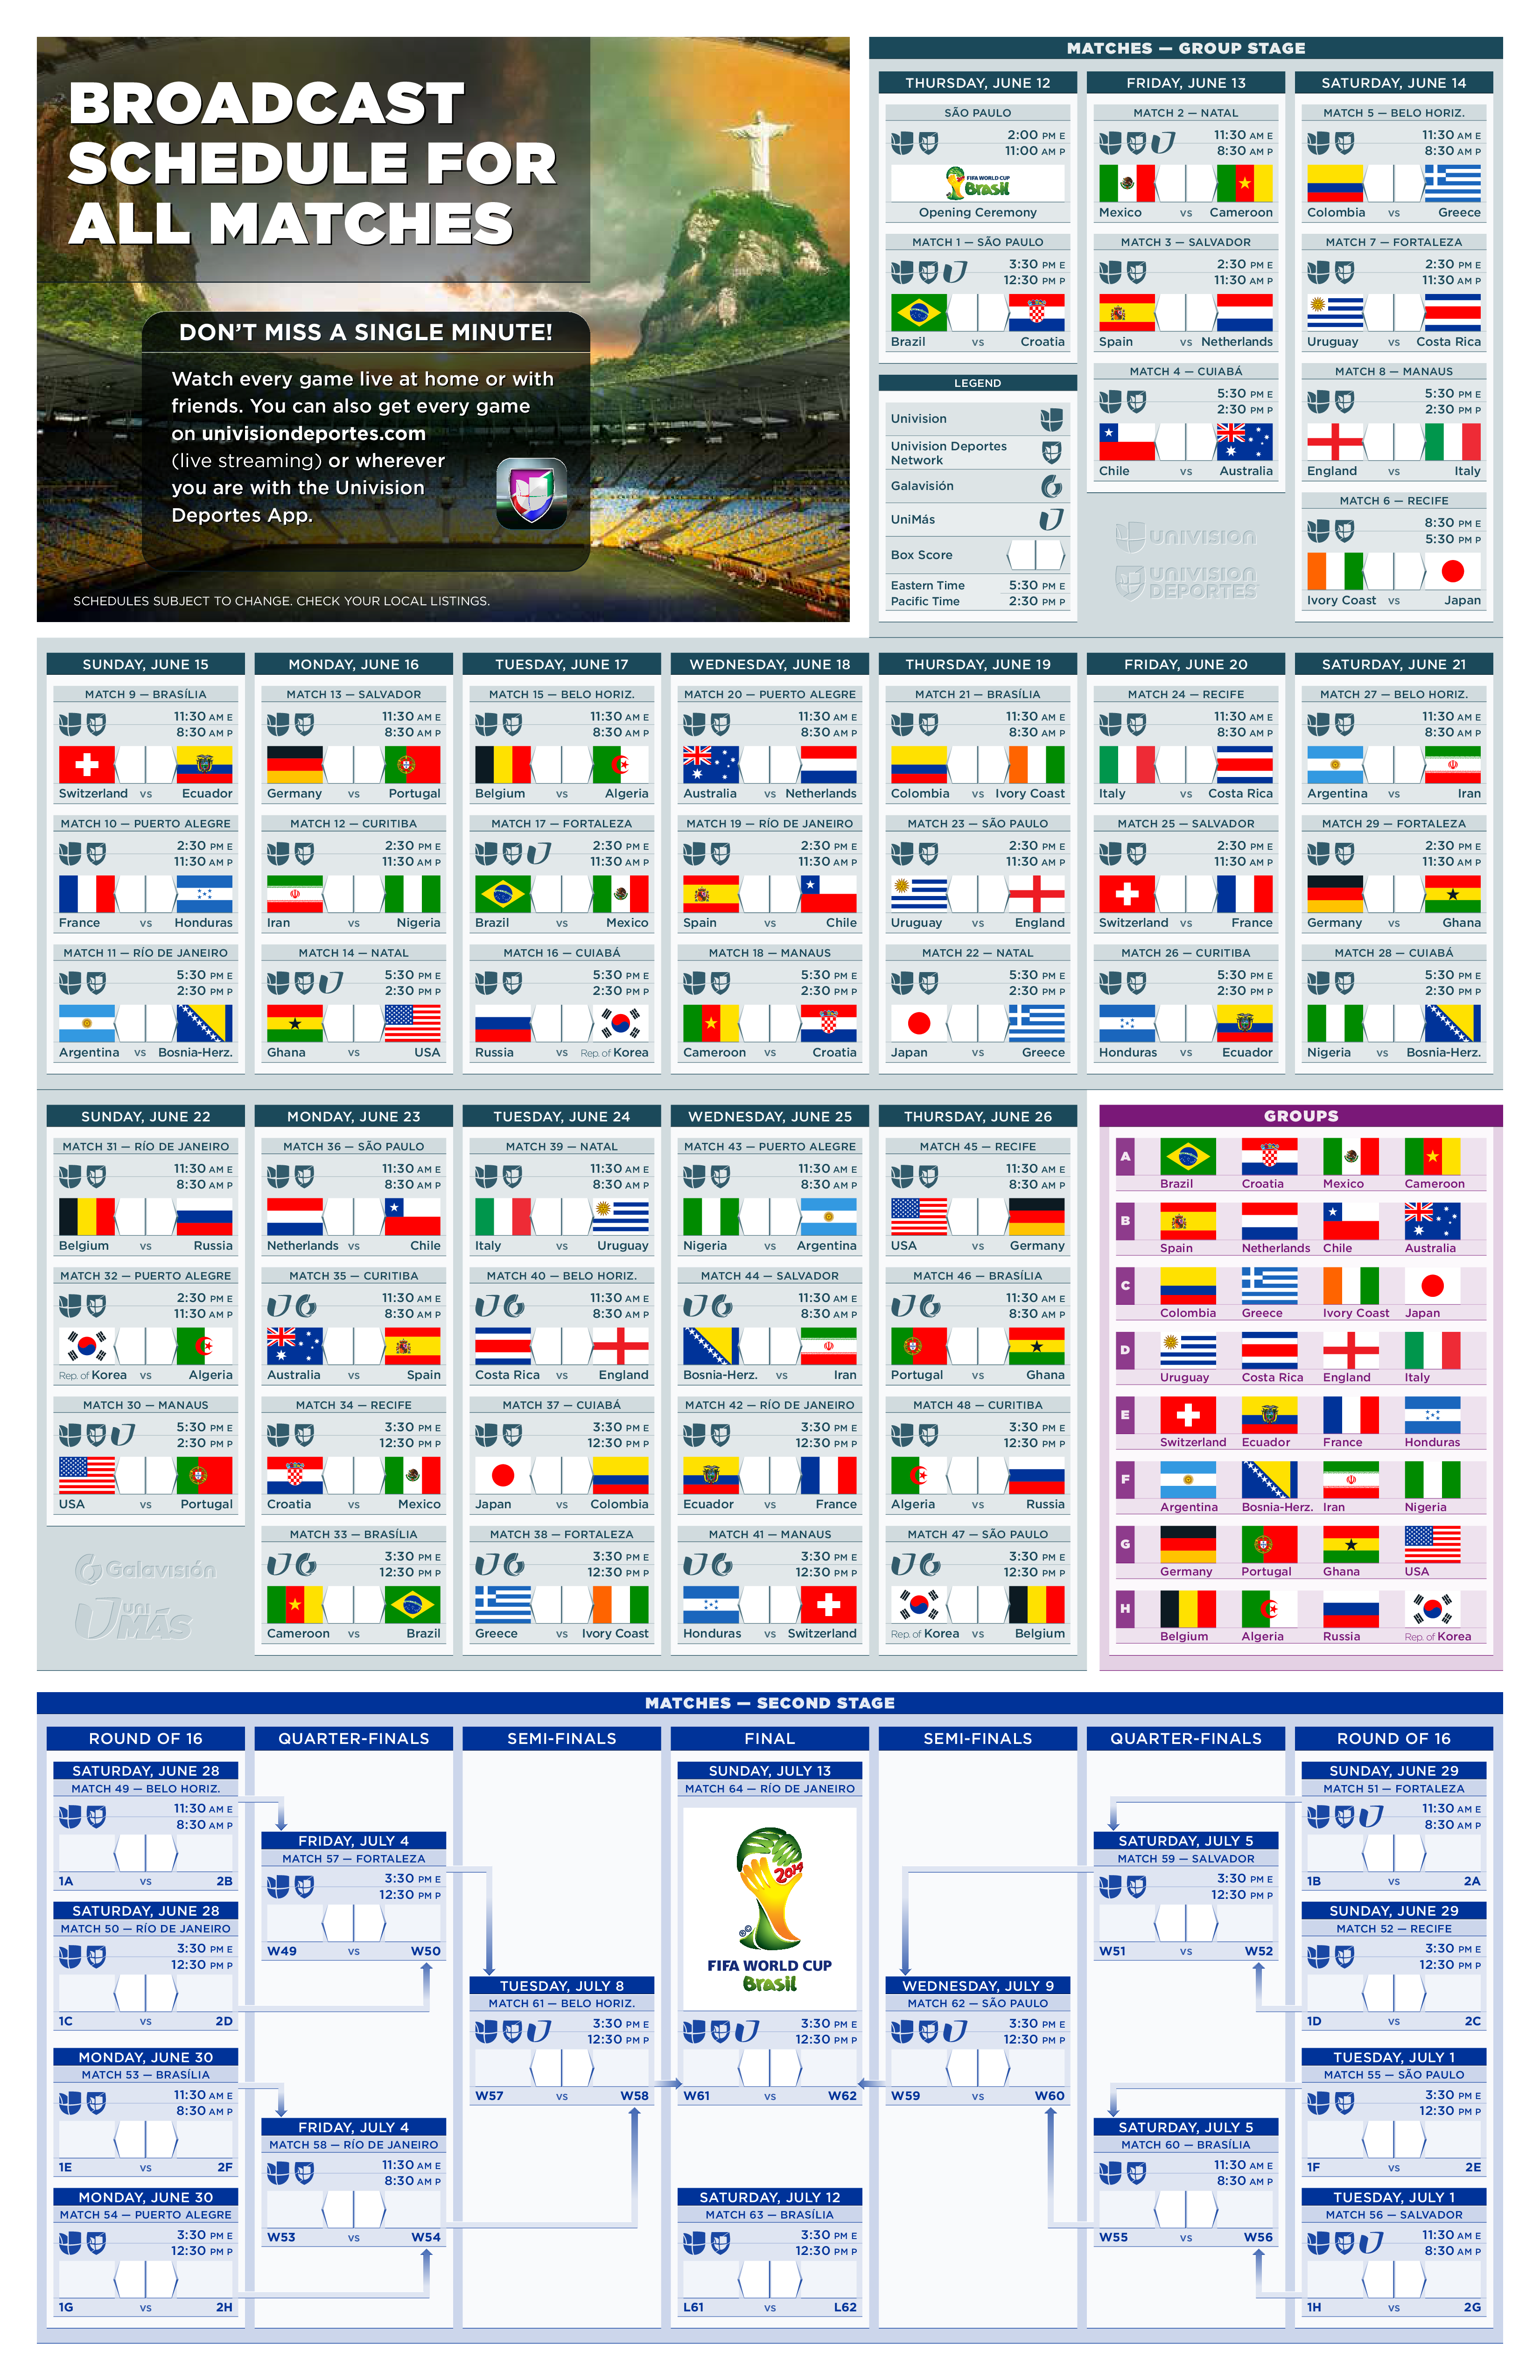 BROADCAST
SCHEDULE FOR
ALL MATCHES
DON'T MISS A SINGLE MINUTE!
Watch every game live at home or with
friends. You can also get every game
on univisiondeportes.com
(live streaming) or wherever
you are with the Univision
Deportes App.
SCHEDULES SUBJECT TO CHANGE. CHECK YOUR LOCAL LISTINGS.
MATCHES — GROUP STAGE
THURSDAY, JUNE 12
SÃO PAULO
2:00 PM E
11:00 AM P
FIFA WORLD CUP
Brasil
Opening Ceremony
MATCH 1 — SÃO PAULO
3:30 PM E
12:30 PM P
Brazil vs Croatia
LEGEND
Univision
Univision Deportes
Network
Galavisión
UniMás
Box Score
Eastern Time 5:30 PM E
Pacific Time 2:30 PM P
FRIDAY, JUNE 13
MATCH 2 — NATAL
11:30 AM E
8:30 AM P
Mexico vs Cameroon
MATCH 3 — SALVADOR
2:30 PM E
11:30 AM P
Spain vs Netherlands
MATCH 4 — CUIABÁ
5:30 PM E
2:30 PM P
Chile vs Australia
UNIVISION
UNIVISION
DEPORTES
SATURDAY, JUNE 14
MATCH 5 — BELO HORIZ.
11:30 AM E
8:30 AM P
Colombia vs Greece
MATCH 7 — FORTALEZA
2:30 PM E
11:30 AM P
Uruguay vs Costa Rica
MATCH 8 — MANAUS
5:30 PM E
2:30 PM P
England vs Italy
MATCH 6 — RECIFE
8:30 PM E
5:30 PM P
Ivory Coast vs Japan
SUNDAY, JUNE 15
MATCH 9 — BRASÍLIA
11:30 AM E
8:30 AM P
Switzerland vs Ecuador
MATCH 10 — PUERTO ALEGRE
2:30 PM E
11:30 AM P
France vs Honduras
MATCH 11 — RÍO DE JANEIRO
5:30 PM E
2:30 PM P
Argentina vs Bosnia-Herz.
MONDAY, JUNE 16
MATCH 13 — SALVADOR
11:30 AM E
8:30 AM P
Germany vs Portugal
MATCH 12 — CURITIBA
2:30 PM E
11:30 AM P
Iran vs Nigeria
MATCH 14 — NATAL
5:30 PM E
2:30 PM P
Ghana vs USA
TUESDAY, JUNE 17
MATCH 15 — BELO HORIZ.
11:30 AM E
8:30 AM P
Belgium vs Algeria
MATCH 17 — FORTALEZA
2:30 PM E
11:30 AM P
Brazil vs Mexico
MATCH 16 — CUIABÁ
5:30 PM E
2:30 PM P
Russia vs Rep. of Korea
WEDNESDAY, JUNE 18
MATCH 20 — PUERTO ALEGRE
11:30 AM E
8:30 AM P
Australia vs Netherlands
MATCH 19 — RÍO DE JANEIRO
2:30 PM E
11:30 AM P
Spain vs Chile
MATCH 18 — MANAUS
5:30 PM E
2:30 PM P
Cameroon vs Croatia
THURSDAY, JUNE 19
MATCH 21 — BRASÍLIA
11:30 AM E
8:30 AM P
Colombia vs Ivory Coast
MATCH 23 — SÃO PAULO
2:30 PM E
11:30 AM P
Uruguay vs England
MATCH 22 — NATAL
5:30 PM E
2:30 PM P
Japan vs Greece
FRIDAY, JUNE 20
MATCH 24 — RECIFE
11:30 AM E
8:30 AM P
Italy vs Costa Rica
MATCH 25 — SALVADOR
2:30 PM E
11:30 AM P
Switzerland vs France
MATCH 26 — CURITIBA
5:30 PM E
2:30 PM P
Honduras vs Ecuador
SATURDAY, JUNE 21
MATCH 27 — BELO HORIZ.
11:30 AM E
8:30 AM P
Argentina vs Iran
MATCH 29 — FORTALEZA
2:30 PM E
11:30 AM P
Germany vs Ghana
MATCH 28 — CUIABÁ
5:30 PM E
2:30 PM P
Nigeria vs Bosnia-Herz.
SUNDAY, JUNE 22
MATCH 31 — RÍO DE JANEIRO
11:30 AM E
8:30 AM P
Belgium vs Russia
MATCH 32 — PUERTO ALEGRE
2:30 PM E
11:30 AM P
Rep. of Korea vs Algeria
MATCH 30 — MANAUS
5:30 PM E
2:30 PM P
USA vs Portugal
Galavisión
UNI
MÁS
MONDAY, JUNE 23
MATCH 36 — SÃO PAULO
11:30 AM E
8:30 AM P
Netherlands vs Chile
MATCH 35 — CURITIBA
11:30 AM E
8:30 AM P
Australia vs Spain
MATCH 34 — RECIFE
3:30 PM E
12:30 PM P
Croatia vs Mexico
MATCH 33 — BRASÍLIA
3:30 PM E
12:30 PM P
Cameroon vs Brazil
TUESDAY, JUNE 24
MATCH 39 — NATAL
11:30 AM E
8:30 AM P
Italy vs Uruguay
MATCH 40 — BELO HORIZ.
11:30 AM E
8:30 AM P
Costa Rica vs England
MATCH 37 — CUIABÁ
3:30 PM E
12:30 PM P
Japan vs Colombia
MATCH 38 — FORTALEZA
3:30 PM E
12:30 PM P
Greece vs Ivory Coast
WEDNESDAY, JUNE 25
MATCH 43 — PUERTO ALEGRE
11:30 AM E
8:30 AM P
Nigeria vs Argentina
MATCH 44 — SALVADOR
11:30 AM E
8:30 AM P
Bosnia-Herz. vs Iran
MATCH 42 — RÍO DE JANEIRO
3:30 PM E
12:30 PM P
Ecuador vs France
MATCH 41 — MANAUS
3:30 PM E
12:30 PM P
Honduras vs Switzerland
THURSDAY, JUNE 26
MATCH 45 — RECIFE
11:30 AM E
8:30 AM P
USA vs Germany
MATCH 46 — BRASÍLIA
11:30 AM E
8:30 AM P
Portugal vs Ghana
MATCH 48 — CURITIBA
3:30 PM E
12:30 PM P
Algeria vs Russia
MATCH 47 — SÃO PAULO
3:30 PM E
12:30 PM P
Rep. of Korea vs Belgium
GROUPS
A
Brazil Croatia Mexico Cameroon
B
Spain Netherlands Chile Australia
C
Colombia Greece Ivory Coast Japan
D
Uruguay Costa Rica England Italy
E
Switzerland Ecuador France Honduras
F
Argentina Bosnia-Herz. Iran Nigeria
G
Germany Portugal Ghana USA
H
Belgium Algeria Russia Rep. of Korea
MATCHES — SECOND STAGE
ROUND OF 16
SATURDAY, JUNE 28
MATCH 49 — BELO HORIZ.
11:30 AM E
8:30 AM P
1A vs 2B
SATURDAY, JUNE 28
MATCH 50 — RÍO DE JANEIRO
3:30 PM E
12:30 PM P
1C vs 2D
MONDAY, JUNE 30
MATCH 53 — BRASÍLIA
11:30 AM E
8:30 AM P
1E vs 2F
MONDAY, JUNE 30
MATCH 54 — PUERTO ALEGRE
3:30 PM E
12:30 PM P
1G vs 2H
QUARTER-FINALS
FRIDAY, JULY 4
MATCH 57 — FORTALEZA
3:30 PM E
12:30 PM P
W49 vs W50
FRIDAY, JULY 4
MATCH 58 — RÍO DE JANEIRO
11:30 AM E
8:30 AM P
W53 vs W54
SEMI-FINALS
TUESDAY, JULY 8
MATCH 61 — BELO HORIZ.
3:30 PM E
12:30 PM P
W57 vs W58
FINAL
SUNDAY, JULY 13
MATCH 64 — RÍO DE JANEIRO
2014
FIFA WORLD CUP
Brasil
3:30 PM E
12:30 PM P
W61 vs W62
SATURDAY, JULY 12
MATCH 63 — BRASÍLIA
3:30 PM E
12:30 PM P
L61 vs L62
SEMI-FINALS
WEDNESDAY, JULY 9
MATCH 62 — SÃO PAULO
3:30 PM E
12:30 PM P
W59 vs W60
QUARTER-FINALS
SATURDAY, JULY 5
MATCH 59 — SALVADOR
3:30 PM E
12:30 PM P
W51 vs W52
SATURDAY, JULY 5
MATCH 60 — BRASÍLIA
11:30 AM E
8:30 AM P
W55 vs W56
ROUND OF 16
SUNDAY, JUNE 29
MATCH 51 — FORTALEZA
11:30 AM E
8:30 AM P
1B vs 2A
SUNDAY, JUNE 29
MATCH 52 — RECIFE
3:30 PM E
12:30 PM P
1D vs 2C
TUESDAY, JULY 1
MATCH 55 — SÃO PAULO
3:30 PM E
12:30 PM P
1F vs 2E
TUESDAY, JULY 1
MATCH 56 — SALVADOR
11:30 AM E
8:30 AM P
1H vs 2G